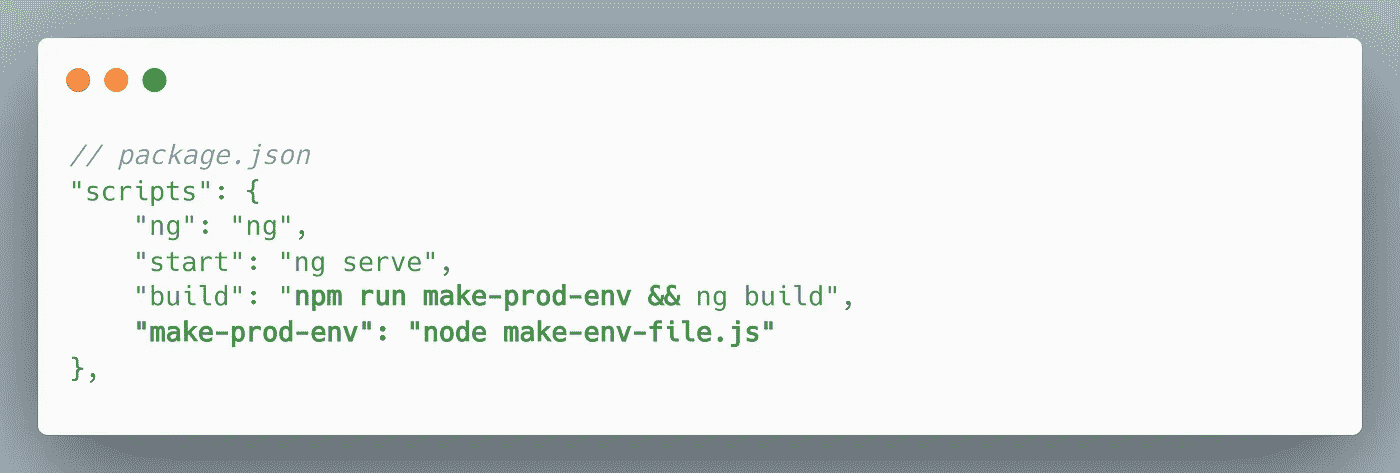 // package.json
"scripts": {
    "ng": "ng",
    "start": "ng serve",
    "build": "npm run make-prod-env && ng build",
    "make-prod-env": "node make-env-file.js"
},